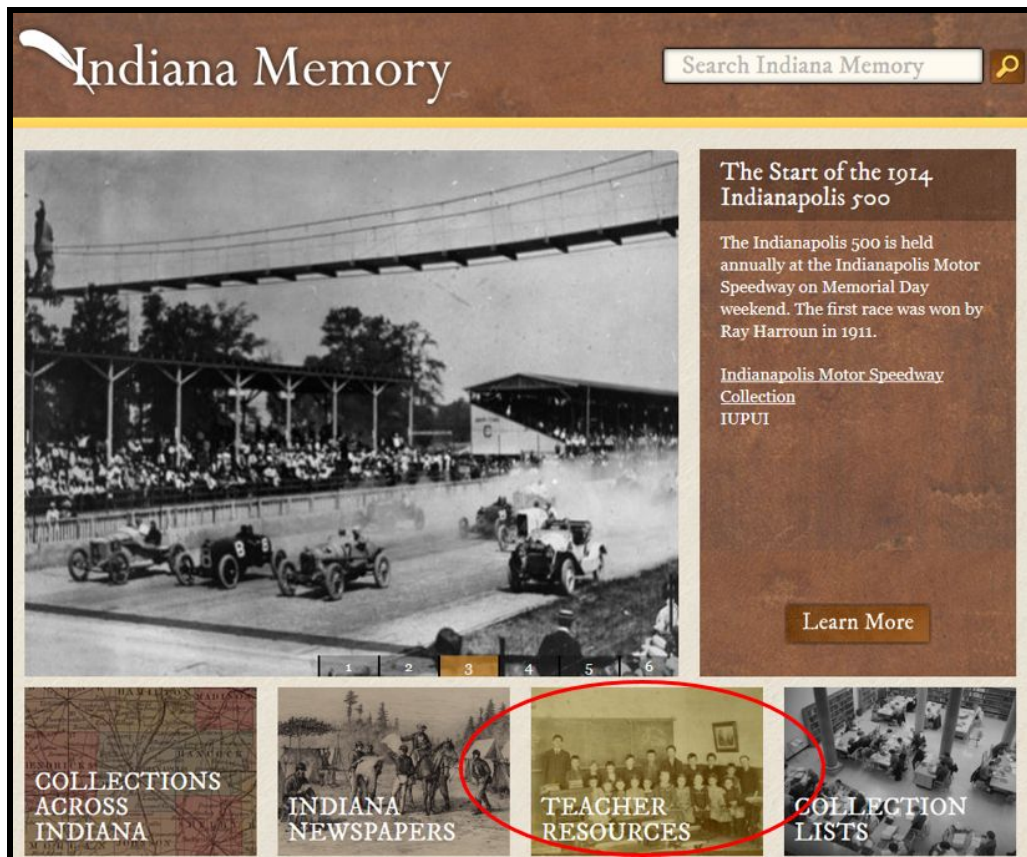 Indiana Memory
Search Indiana Memory
The Start of the 1914
Indianapolis 500
The Indianapolis 500 is held
annually at the Indianapolis Motor
Speedway on Memorial Day
weekend. The first race was won by
Ray Harroun in 1911.
Indianapolis Motor Speedway
Collection
IUPUI
Learn More
1 2 3 4 5 6
COLLECTIONS
ACROSS
INDIANA
INDIANA
NEWSPAPERS
TEACHER
RESOURCES
COLLECTION
LISTS